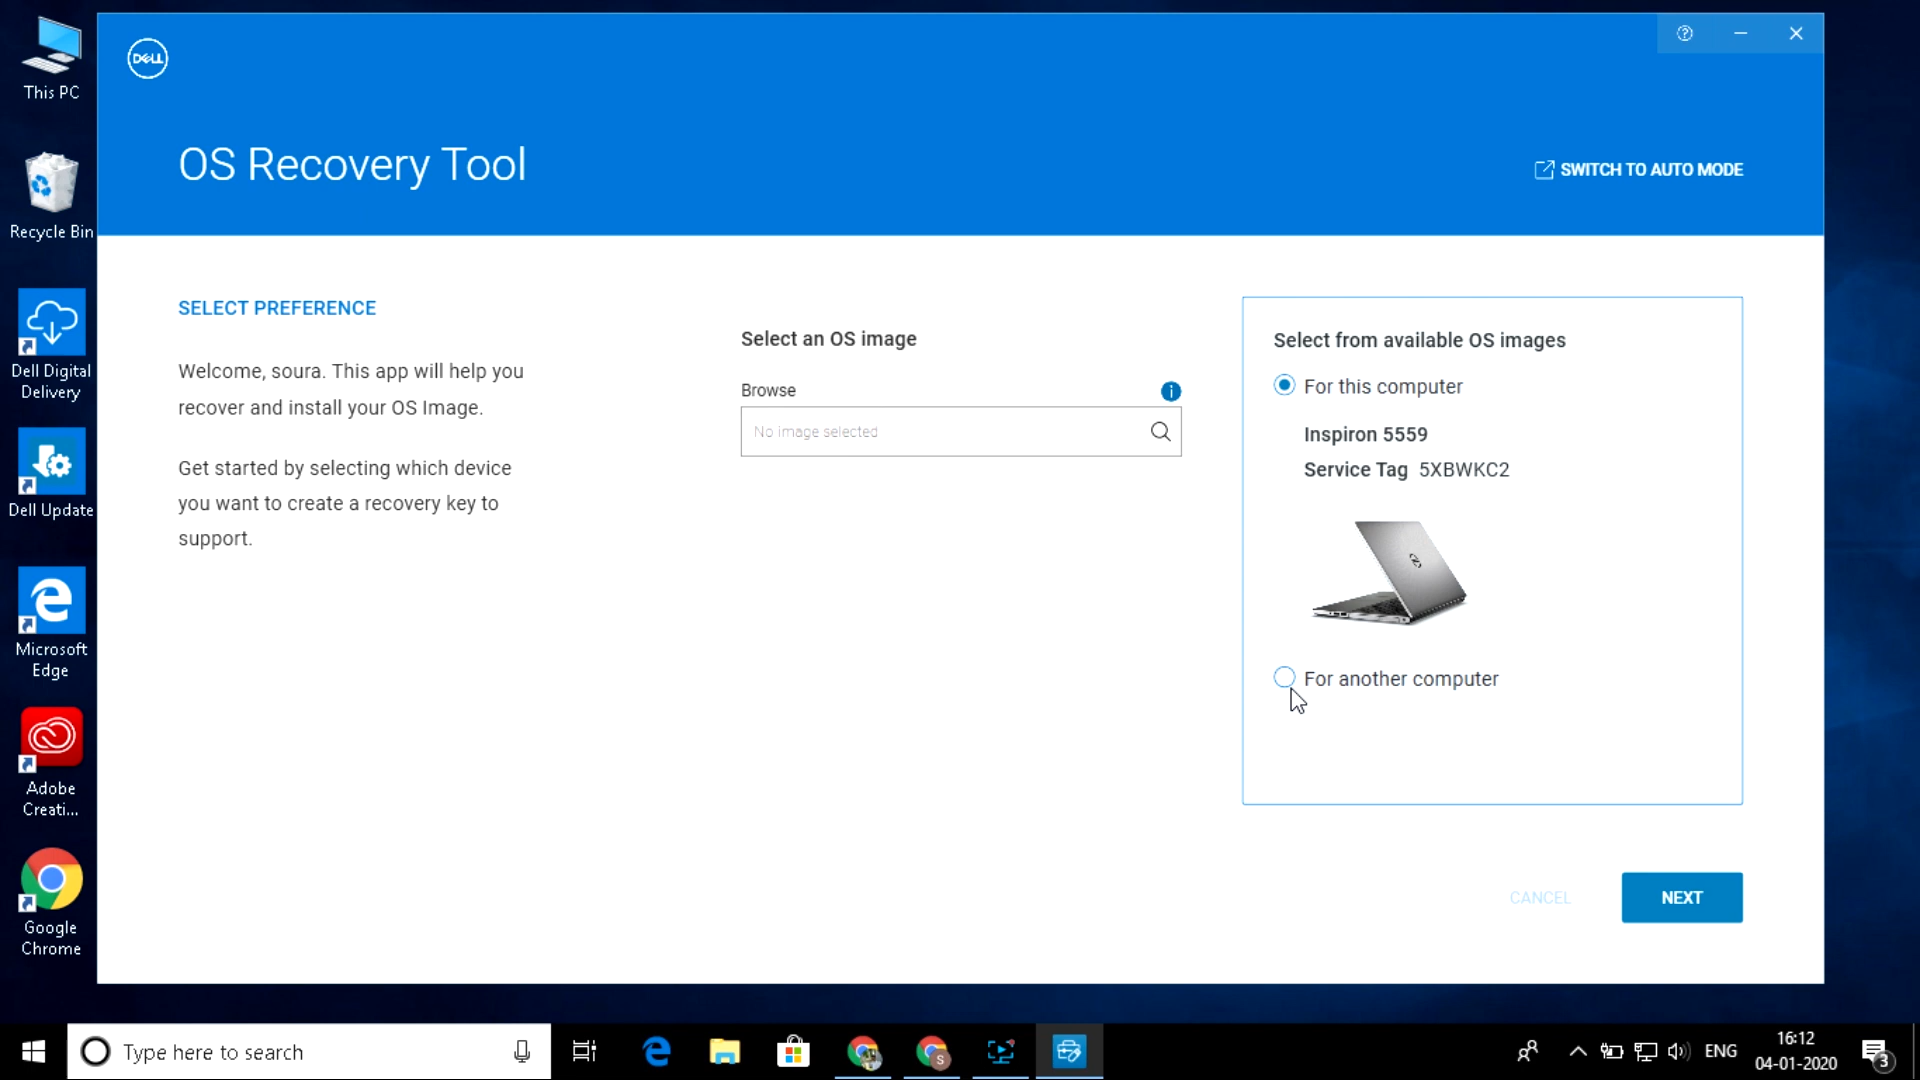 This PC
Recycle Bin
Dell Digital
Delivery
Dell Update
Microsoft
Edge
Adobe
Creati...
Google
Chrome
DELL
OS Recovery Tool
SWITCH TO AUTO MODE
SELECT PREFERENCE
Welcome, soura. This app will help you
recover and install your OS Image.
Get started by selecting which device
you want to create a recovery key to
support.
Select an OS image
Browse
No image selected
Select from available OS images
For this computer
Inspiron 5559
Service Tag 5XBWKC2
For another computer
CANCEL
NEXT
Type here to search
S
ENG
16:12
04-01-2020
3